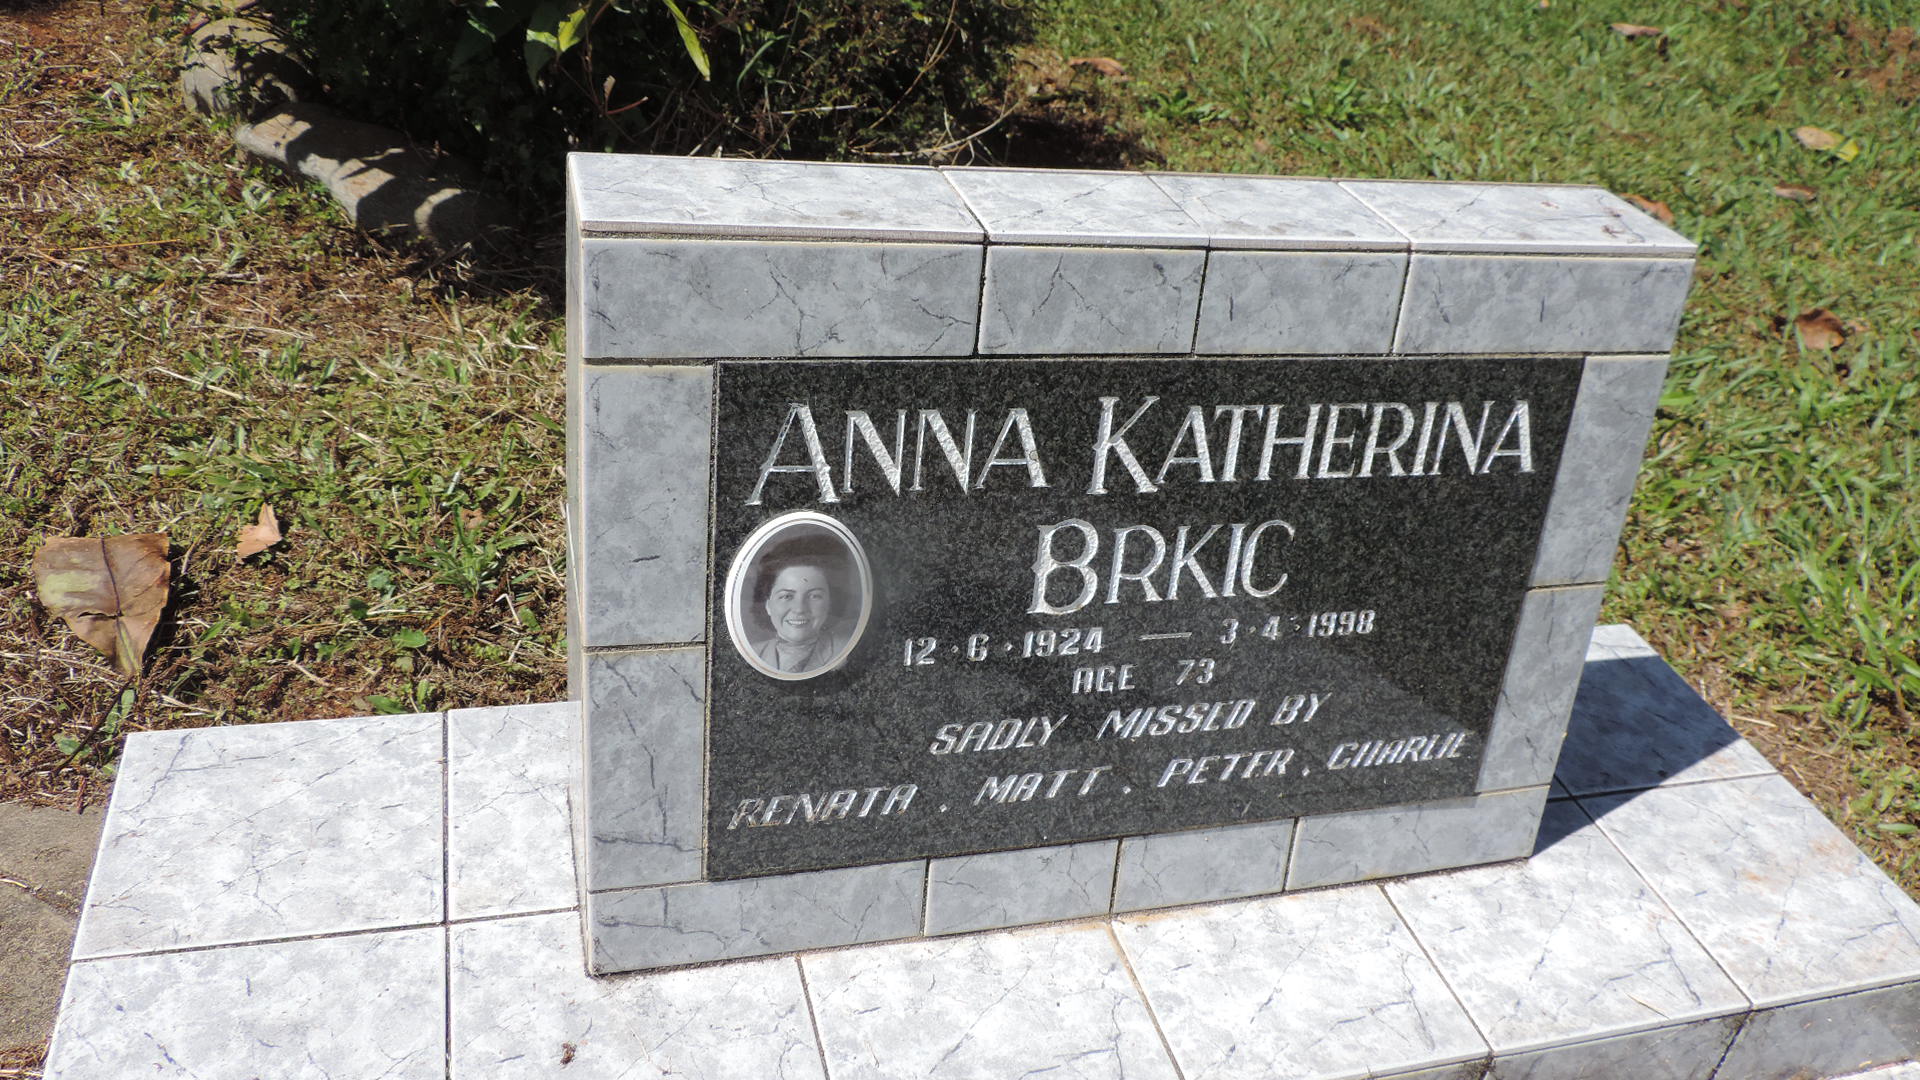 ANNA KATHERINA
BRKIC
12·6·1924 — 3·4·1998
AGE 73
SADLY MISSED BY
RENATA. MATT. PETER. CHARLIE